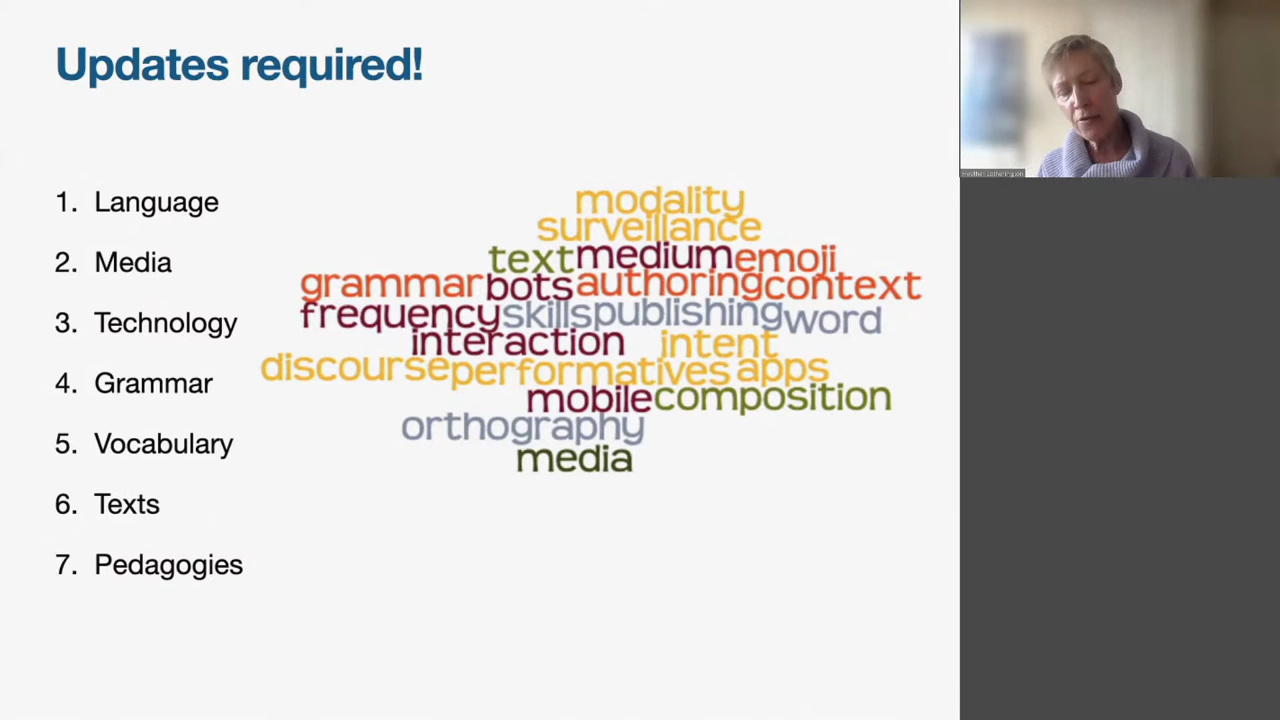 Updates required!
1. Language
2. Media
3. Technology
4. Grammar
5. Vocabulary
6. Texts
7. Pedagogies
modality
surveillance
text medium emoji
grammar bots authoring context
frequency skills publishing word
interaction intent
discourse performatives apps
mobile composition
orthography
media
Heather Lotherington